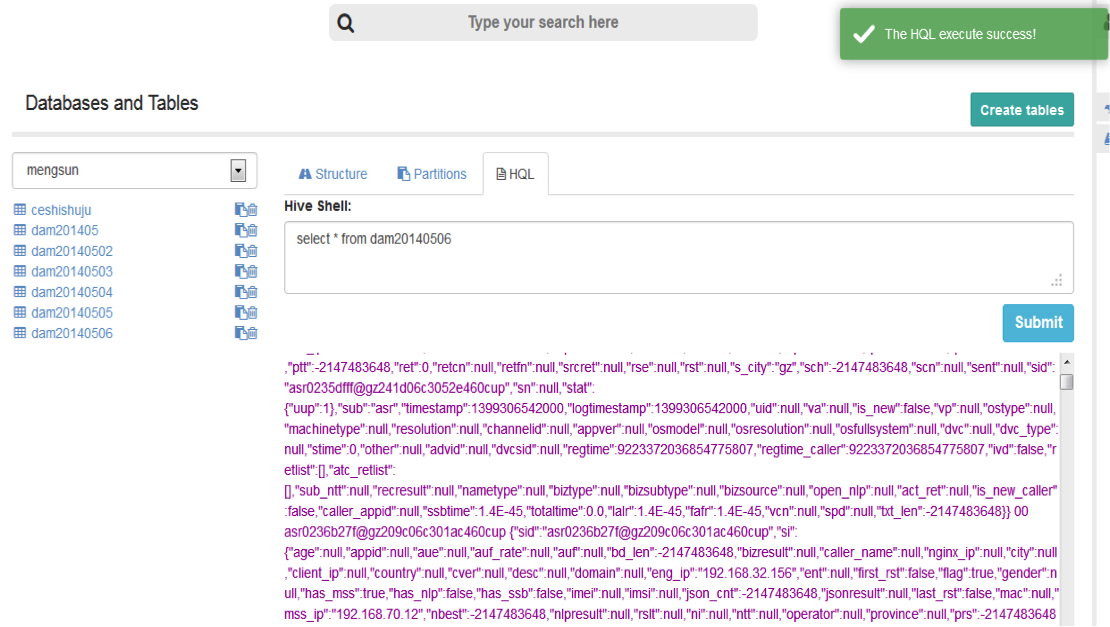 Type your search here
The HQL execute success!
Databases and Tables
Create tables
mengsun
Structure
Partitions
HQL
ceshishuju
dam201405
dam20140502
dam20140503
dam20140504
dam20140505
dam20140506
Hive Shell:
select * from dam20140506
Submit
,"ptt":-2147483648,"ret":0,"retcn":null,"retfn":null,"srcret":null,"rse":null,"rst":null,"s_city":"gz","sch":-2147483648,"scn":null,"sent":null,"sid":
"asr0235dfff@gz241d06c3052e460cup","sn":null,"stat":
{"uup":1},"sub":"asr","timestamp":1399306542000,"logtimestamp":1399306542000,"uid":null,"va":null,"is_new":false,"vp":null,"ostype":null,
"machinetype":null,"resolution":null,"channelid":null,"appver":null,"osmodel":null,"osresolution":null,"osfullsystem":null,"dvc":null,"dvc_type":
null,"stime":0,"other":null,"advid":null,"dvcsid":null,"regtime":9223372036854775807,"regtime_caller":9223372036854775807,"ivd":false,"r
etlist":[],"atc_retlist":
[],"sub_ntt":null,"recresult":null,"nametype":null,"biztype":null,"bizsubtype":null,"bizsource":null,"open_nlp":null,"act_ret":null,"is_new_caller"
:false,"caller_appid":null,"ssbtime":1.4E-45,"totaltime":0.0,"lalr":1.4E-45,"fafr":1.4E-45,"vcn":null,"spd":null,"txt_len":-2147483648}} 00
asr0236b27f@gz209c06c301ac460cup {"sid":"asr0236b27f@gz209c06c301ac460cup","si":
{"age":null,"appid":null,"aue":null,"auf_rate":null,"auf":null,"bd_len":-2147483648,"bizresult":null,"caller_name":null,"nginx_ip":null,"city":null
,"client_ip":null,"country":null,"cver":null,"desc":null,"domain":null,"eng_ip":"192.168.32.156","ent":null,"first_rst":false,"flag":true,"gender":n
ull,"has_mss":true,"has_nlp":false,"has_ssb":false,"imei":null,"imsi":null,"json_cnt":-2147483648,"jsonresult":null,"last_rst":false,"mac":null,"
mss_ip":"192.168.70.12","nbest":-2147483648,"nlpresult":null,"rslt":null,"ni":null,"ntt":null,"operator":null,"province":null,"prs":-2147483648